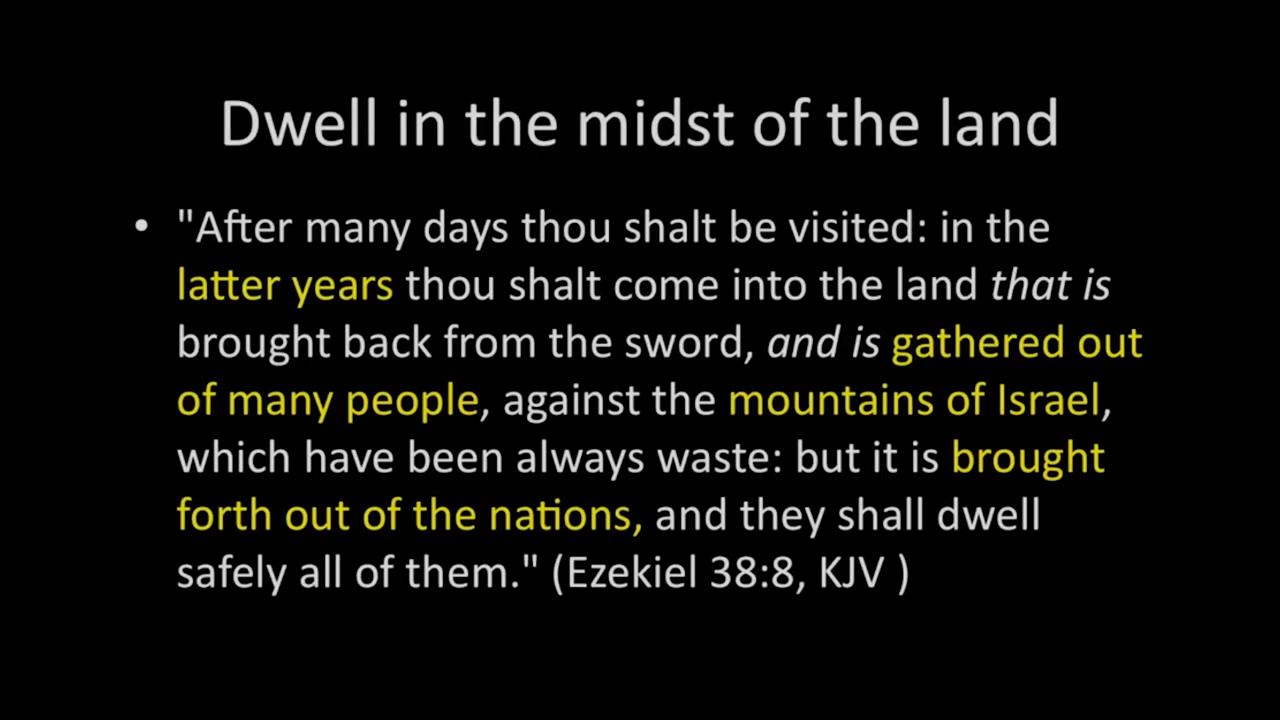 Dwell in the midst of the land
• "After many days thou shalt be visited: in the
latter years thou shalt come into the land that is
brought back from the sword, and is gathered out
of many people, against the mountains of Israel,
which have been always waste: but it is brought
forth out of the nations, and they shall dwell
safely all of them." (Ezekiel 38:8, KJV )